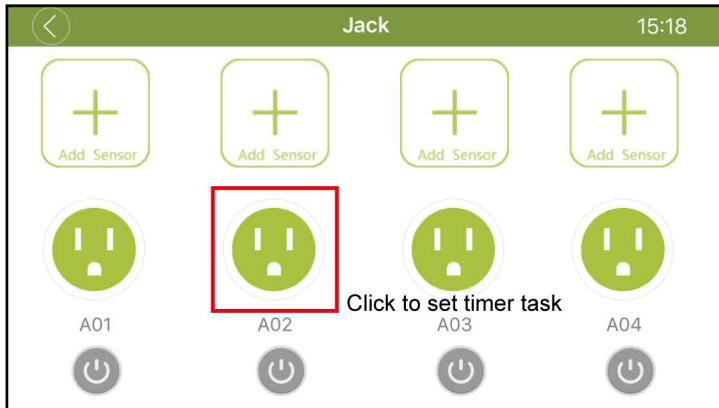 Jack 15:18
Add Sensor Add Sensor Add Sensor Add Sensor
Click to set timer task
A01 A02 A03 A04